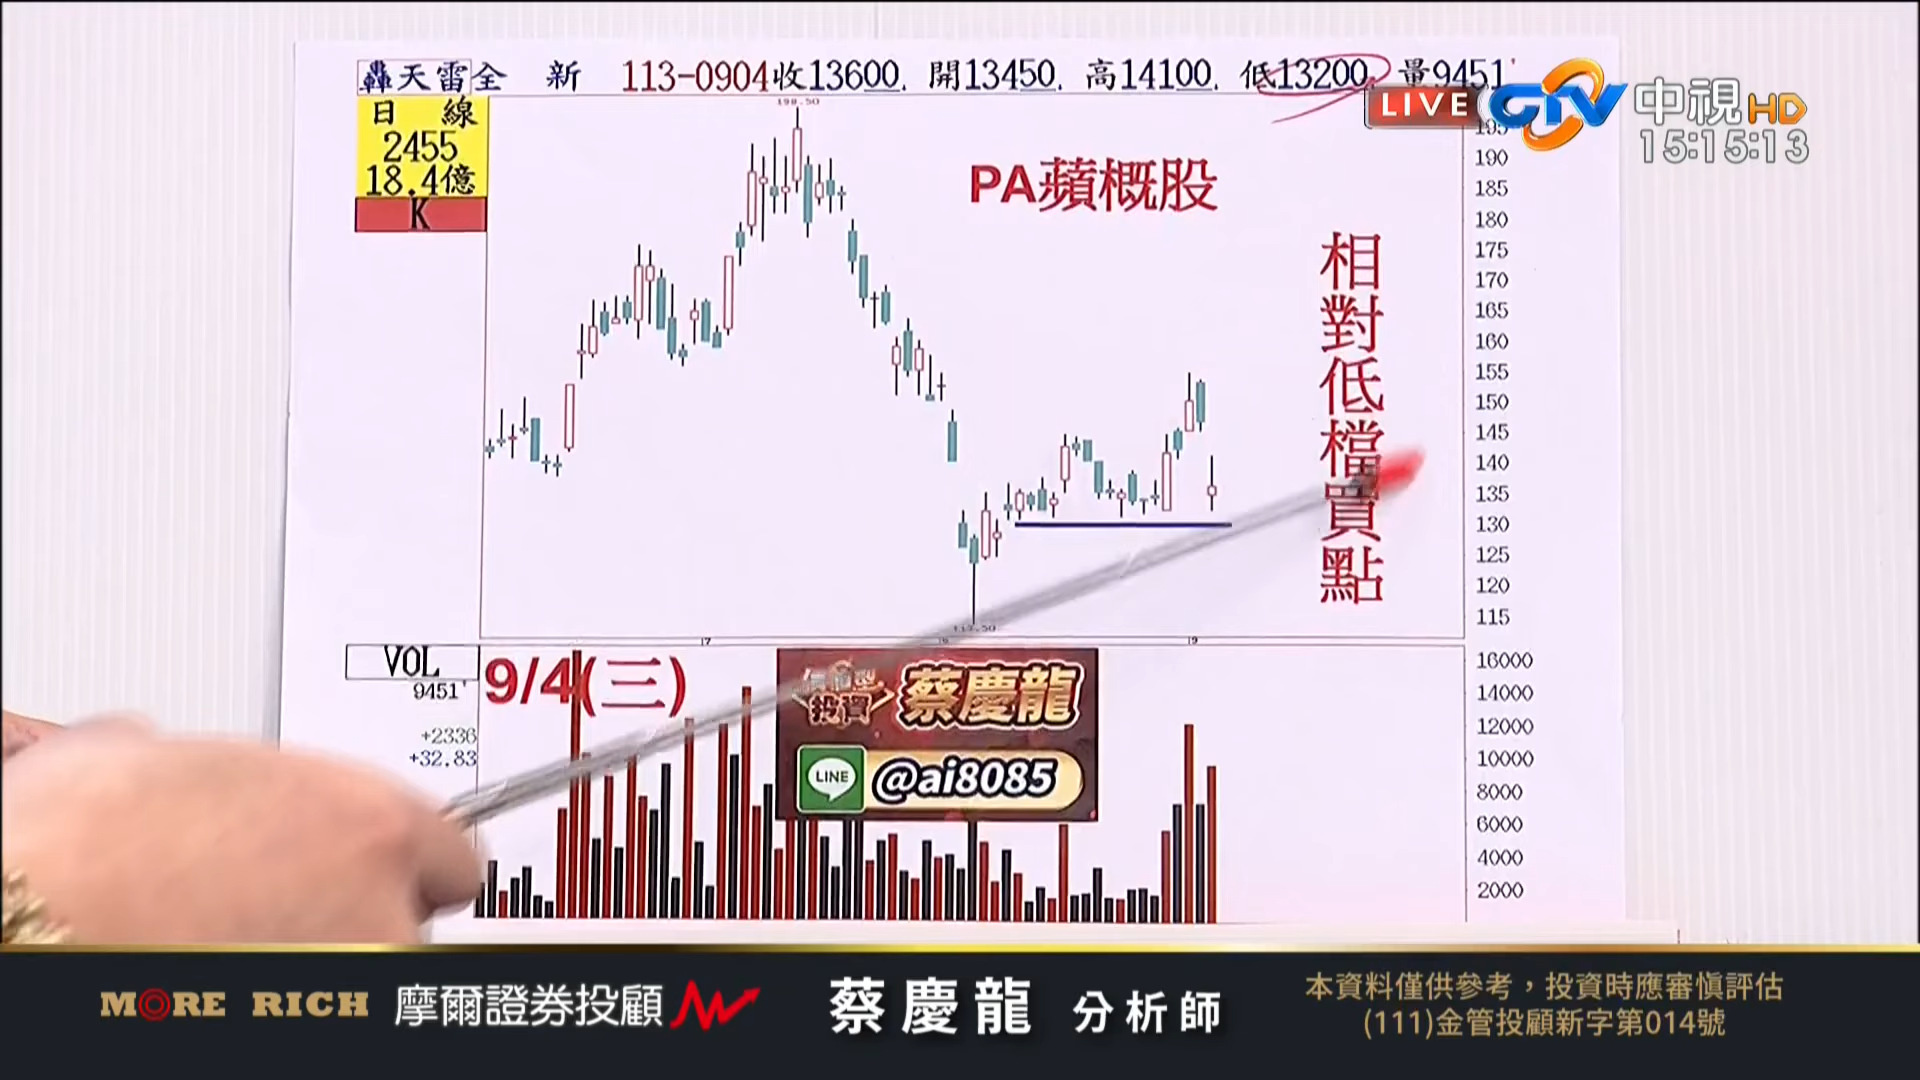 轟天雷全 新 113-0904收13600. 開13450. 高14100. 低13200 量9451'
LIVE CTV 中視HD
15:15:13
日 線
2455
18.4億
K
198.50
PA蘋概股
相對低檔買點
195
190
185
180
175
170
165
160
155
150
145
140
135
130
125
120
115
7
9
VOL
9451'
+2336
+32.83
9/4(三)
投資
蔡慶龍
LINE @ai8085
16000
14000
12000
10000
8000
6000
4000
2000
MORE RICH 摩爾證券投顧
蔡慶龍 分析師
本資料僅供參考，投資時應審慎評估
(111)金管投顧新字第014號